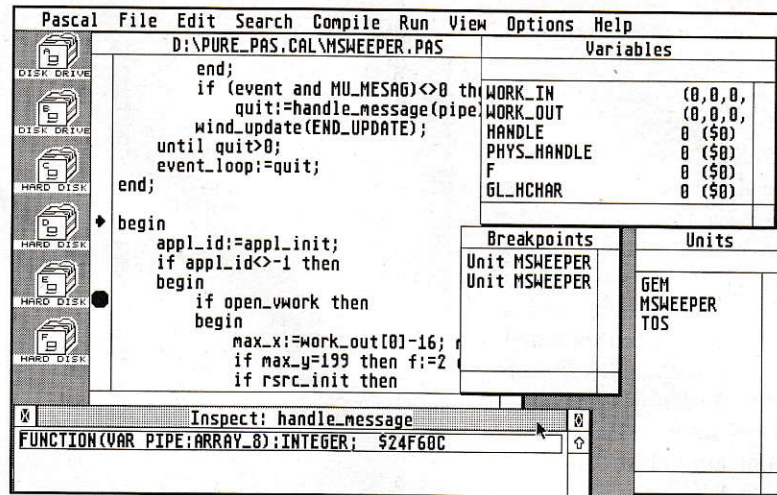 Pascal File Edit Search Compile Run View Options Help
D:\PURE_PAS.CAL\MSWEEPER.PAS
end;
if (event and MU_MESAG)<>0 the
quit:=handle_message(pipe)
wind_update(END_UPDATE);
until quit>0;
event_loop:=quit;
end;
begin
appl_id:=appl_init;
if appl_id<>-1 then
begin
if open_vwork then
begin
max_x:=work_out[0]-16;
if max_y=199 then f:=2
if rsrc_init then
Variables
WORK_IN (0,0,0,
WORK_OUT (0,0,0,
HANDLE 0 ($0)
PHYS_HANDLE 0 ($0)
F 0 ($0)
GL_HCHAR 0 ($0)
Breakpoints
Unit MSWEEPER
Unit MSWEEPER
Units
GEM
MSWEEPER
TOS
A
DISK DRIVE
B
DISK DRIVE
C
HARD DISK
D
HARD DISK
E
HARD DISK
F
HARD DISK
Inspect: handle_message
FUNCTION(VAR PIPE:ARRAY_8):INTEGER; $24F60C